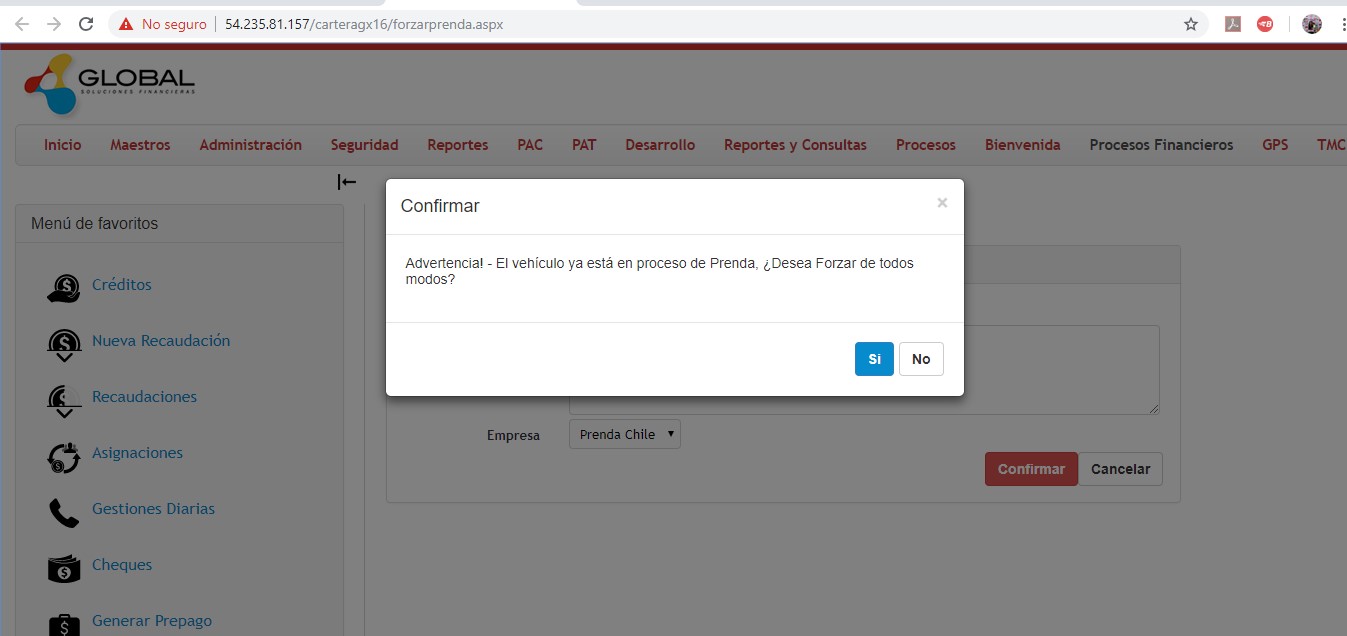 No seguro | 54.235.81.157/carteragx16/forzarprenda.aspx
GLOBAL
SOLUCIONES FINANCIERAS
Inicio Maestros Administración Seguridad Reportes PAC PAT Desarrollo Reportes y Consultas Procesos Bienvenida Procesos Financieros GPS TMC
Confirmar ×
Menú de favoritos
Advertencia! - El vehículo ya está en proceso de Prenda, ¿Desea Forzar de todos
modos?
Créditos
Nueva Recaudación
Si No
Recaudaciones
Empresa Prenda Chile
Asignaciones
Confirmar Cancelar
Gestiones Diarias
Cheques
Generar Prepago